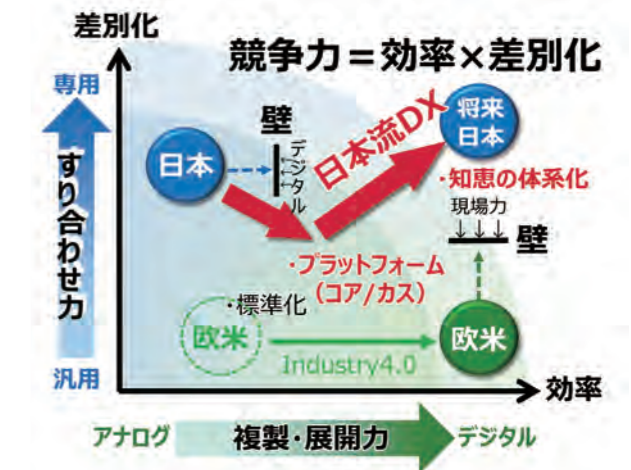 差別化
競争力＝効率×差別化
専用
すり合わせ力
汎用
日本
壁
デジタル
日本流DX
将来
日本
・知恵の体系化
現場力
↓↓↓
壁
・プラットフォーム
（コア/カス）
・標準化
欧米
Industry4.0
欧米
効率
アナログ
複製・展開力
デジタル